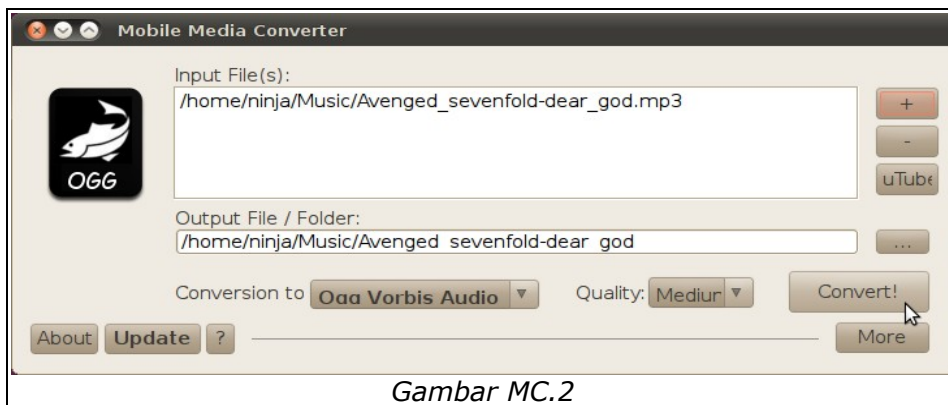 Mobile Media Converter
Input File(s):
/home/ninja/Music/Avenged_sevenfold-dear_god.mp3
+
-
OGG
uTube
Output File / Folder:
/home/ninja/Music/Avenged_sevenfold-dear_god
...
Conversion to Ogg Vorbis Audio Quality: Mediur Convert!
About Update ? More
Gambar MC.2